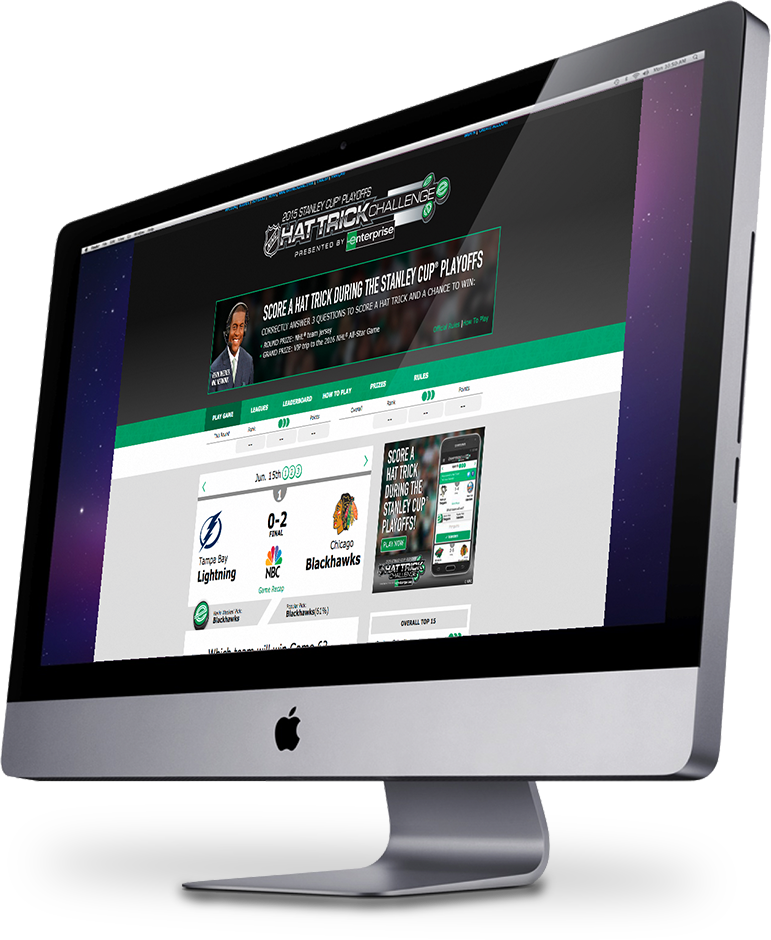 2015 STANLEY CUP® PLAYOFFS
HAT TRICK CHALLENGE
PRESENTED BY enterprise
SCORE A HAT TRICK DURING THE STANLEY CUP® PLAYOFFS
CORRECTLY ANSWER 3 QUESTIONS TO SCORE A HAT TRICK AND A CHANCE TO WIN:
- ROUND PRIZE: NHL® team jersey
- GRAND PRIZE: VIP trip to the 2016 NHL® All-Star Game
Official Rules | How To Play
PLAY GAME LEAGUES LEADERBOARD HOW TO PLAY PRIZES RULES
This Round Rank Points Overall Rank Points
-- -- -- -- -- --
Jun. 15th
1
0-2
FINAL
Tampa Bay
Lightning
Chicago
Blackhawks
NBC
Game Recap
Blackhawks
Popular Pick:
Blackhawks(61%)
Which team will win Game 6?
SCORE A
HAT TRICK
DURING THE
STANLEY CUP®
PLAYOFFS!
PLAY NOW
HAT TRICK
CHALLENGE
OVERALL TOP 15